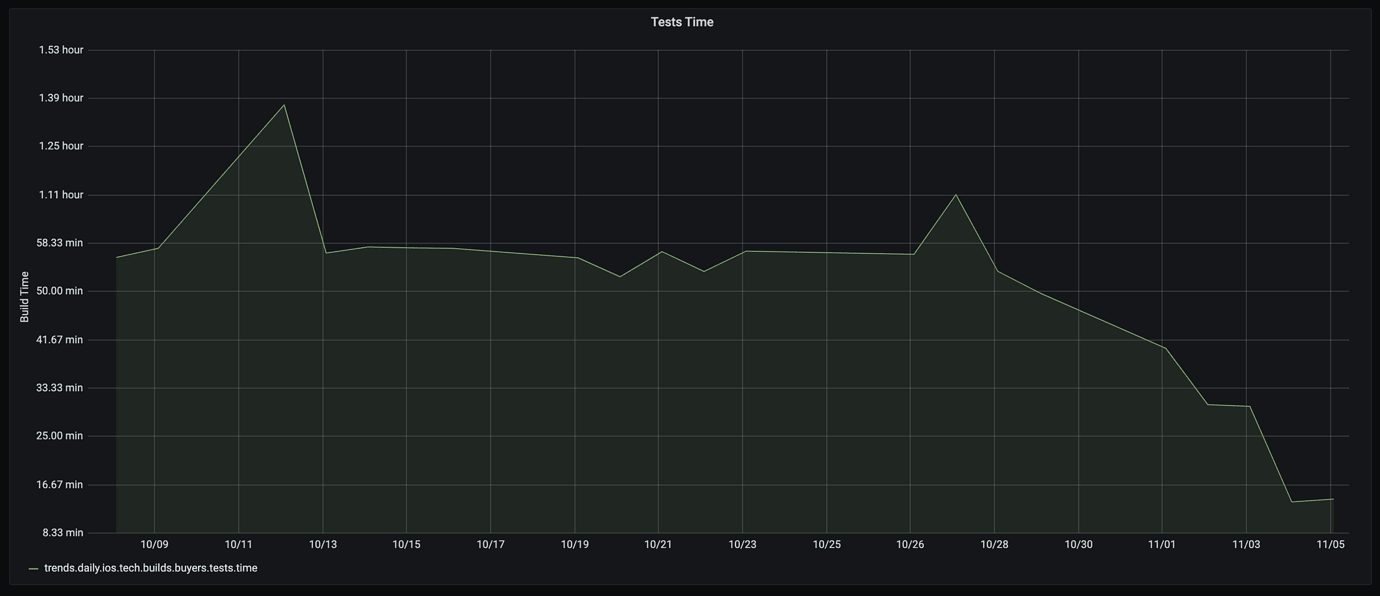 Tests Time
1.53 hour
1.39 hour
1.25 hour
1.11 hour
58.33 min
50.00 min
41.67 min
33.33 min
25.00 min
16.67 min
8.33 min
Build Time
10/09 10/11 10/13 10/15 10/17 10/19 10/21 10/23 10/25 10/26 10/28 10/30 11/01 11/03 11/05
trends.daily.ios.tech.builds.buyers.tests.time